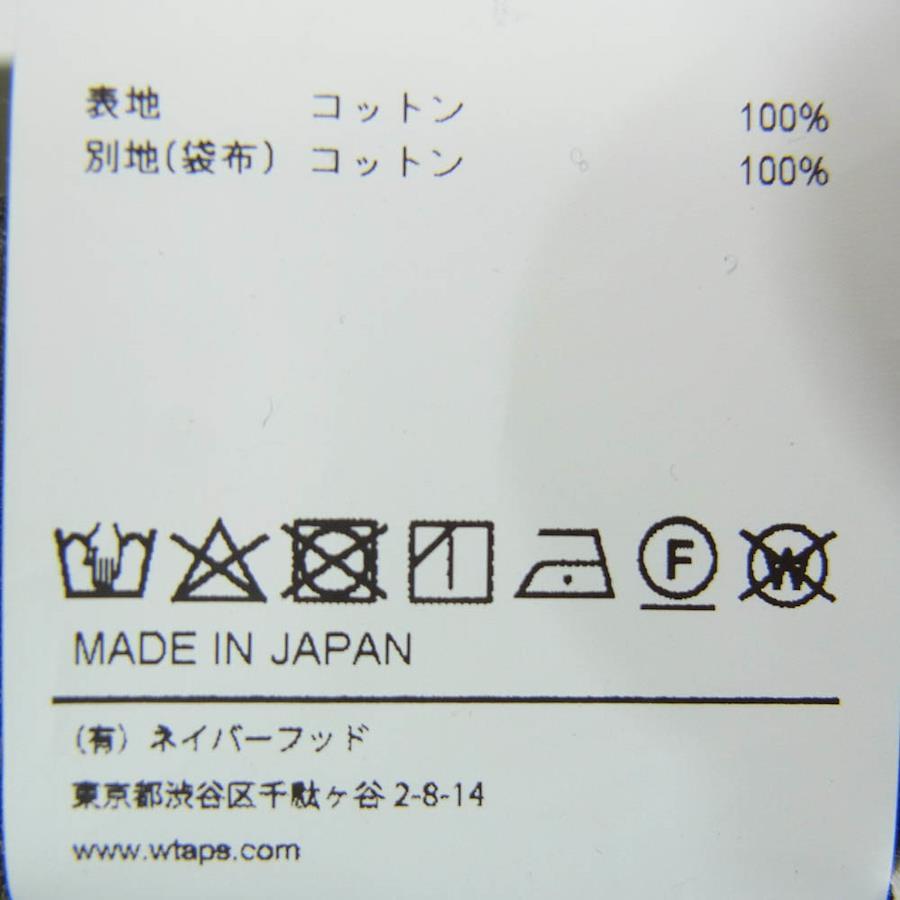 表地 コットン 100%
別地(袋布) コットン 100%
F W
MADE IN JAPAN
(有) ネイバーフッド
東京都渋谷区千駄ヶ谷 2-8-14
www.wtaps.com